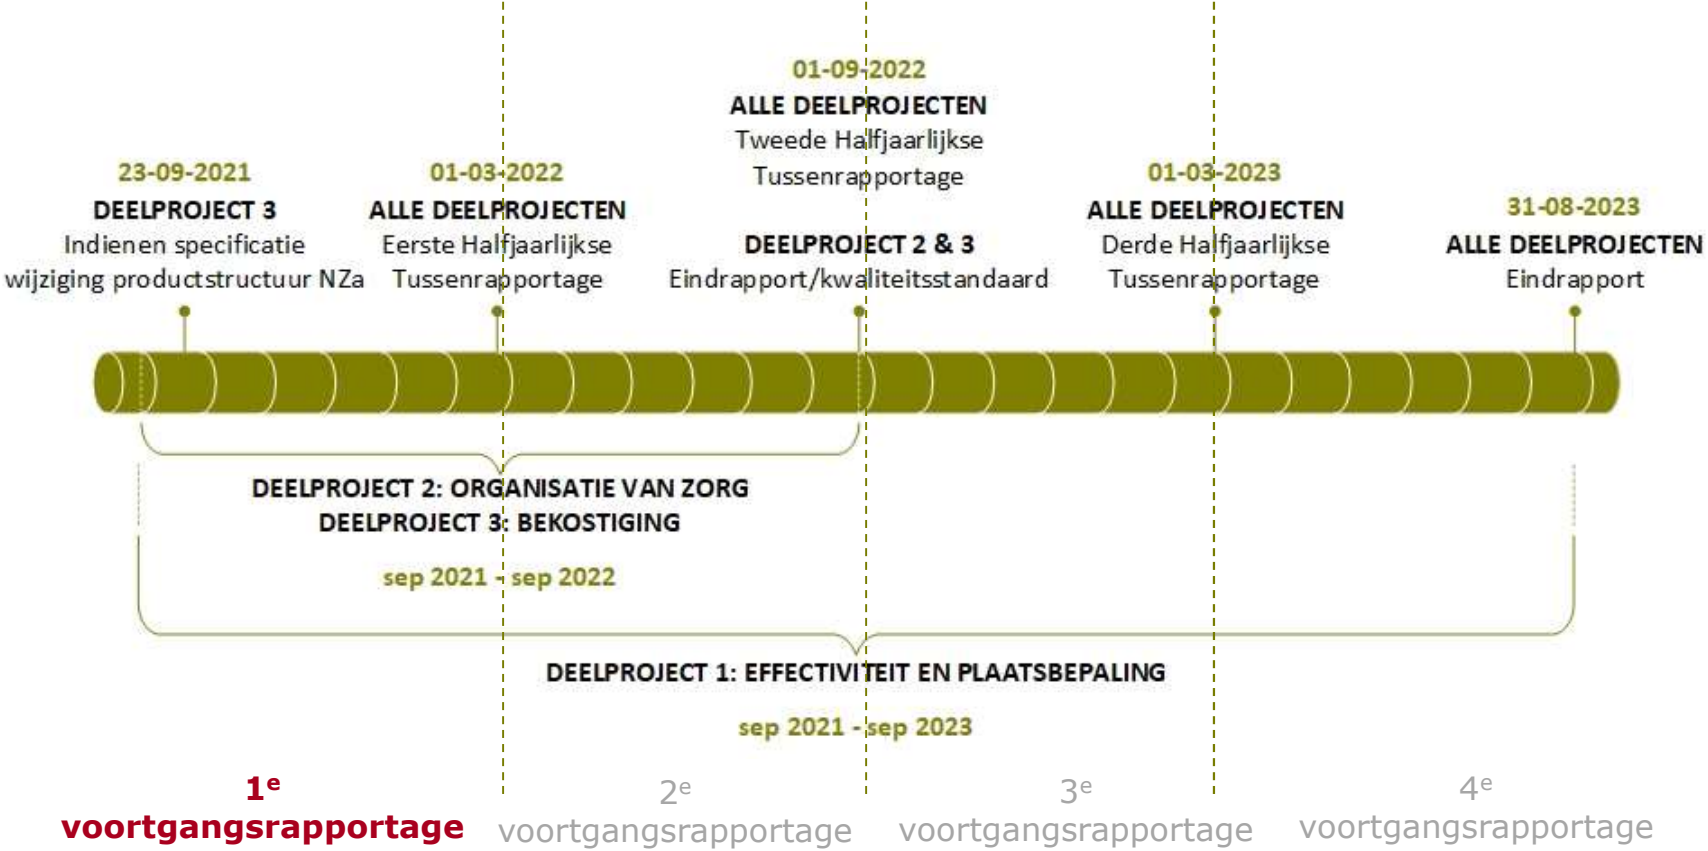 23-09-2021
DEELPROJECT 3
Indienen specificatie
wijziging productstructuur NZa
01-03-2022
ALLE DEELPROJECTEN
Eerste Halfjaarlijkse
Tussenrapportage
01-09-2022
ALLE DEELPROJECTEN
Tweede Halfjaarlijkse
Tussenrapportage
DEELPROJECT 2 & 3
Eindrapport/kwaliteitsstandaard
01-03-2023
ALLE DEELPROJECTEN
Derde Halfjaarlijkse
Tussenrapportage
31-08-2023
ALLE DEELPROJECTEN
Eindrapport
DEELPROJECT 2: ORGANISATIE VAN ZORG
DEELPROJECT 3: BEKOSTIGING
sep 2021 - sep 2022
DEELPROJECT 1: EFFECTIVITEIT EN PLAATSBEPALING
sep 2021 - sep 2023
1e
voortgangsrapportage
2e
voortgangsrapportage
3e
voortgangsrapportage
4e
voortgangsrapportage